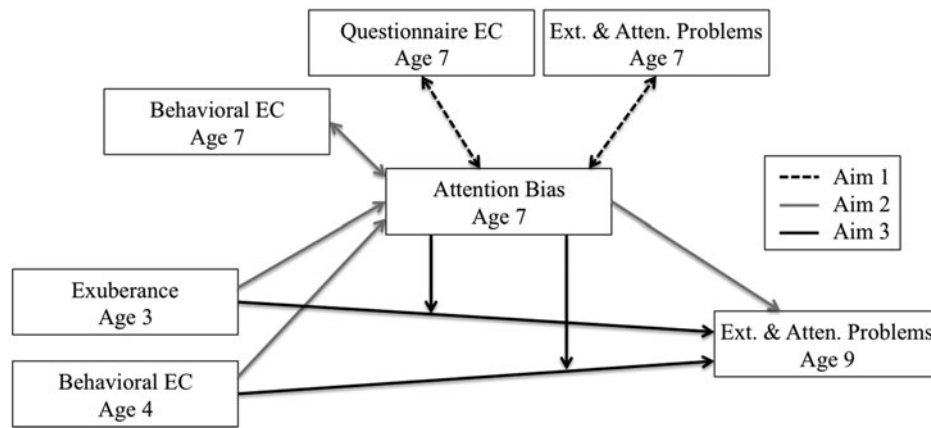 Questionnaire EC
Age 7
Ext. & Atten. Problems
Age 7
Behavioral EC
Age 7
Attention Bias
Age 7
Aim 1
Aim 2
Aim 3
Exuberance
Age 3
Ext. & Atten. Problems
Age 9
Behavioral EC
Age 4